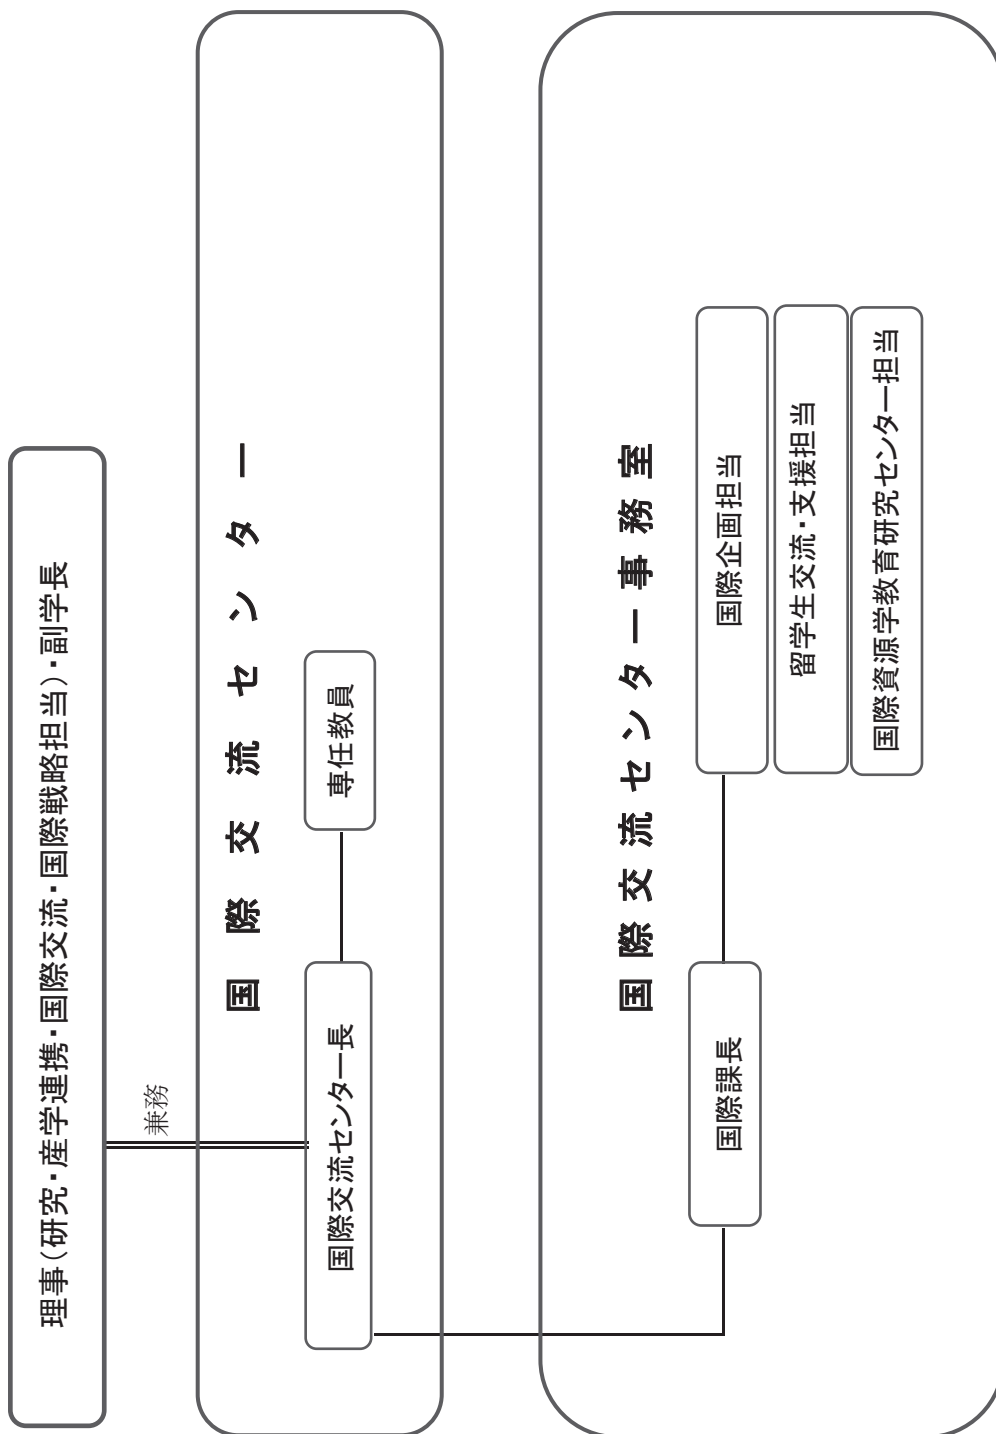 理事(研究・産学連携・国際交流・国際戦略担当)・副学長
兼務
国際交流センター
国際交流センター長
専任教員
国際交流センター事務室
国際課長
国際企画担当
留学生交流・支援担当
国際資源学教育研究センター担当